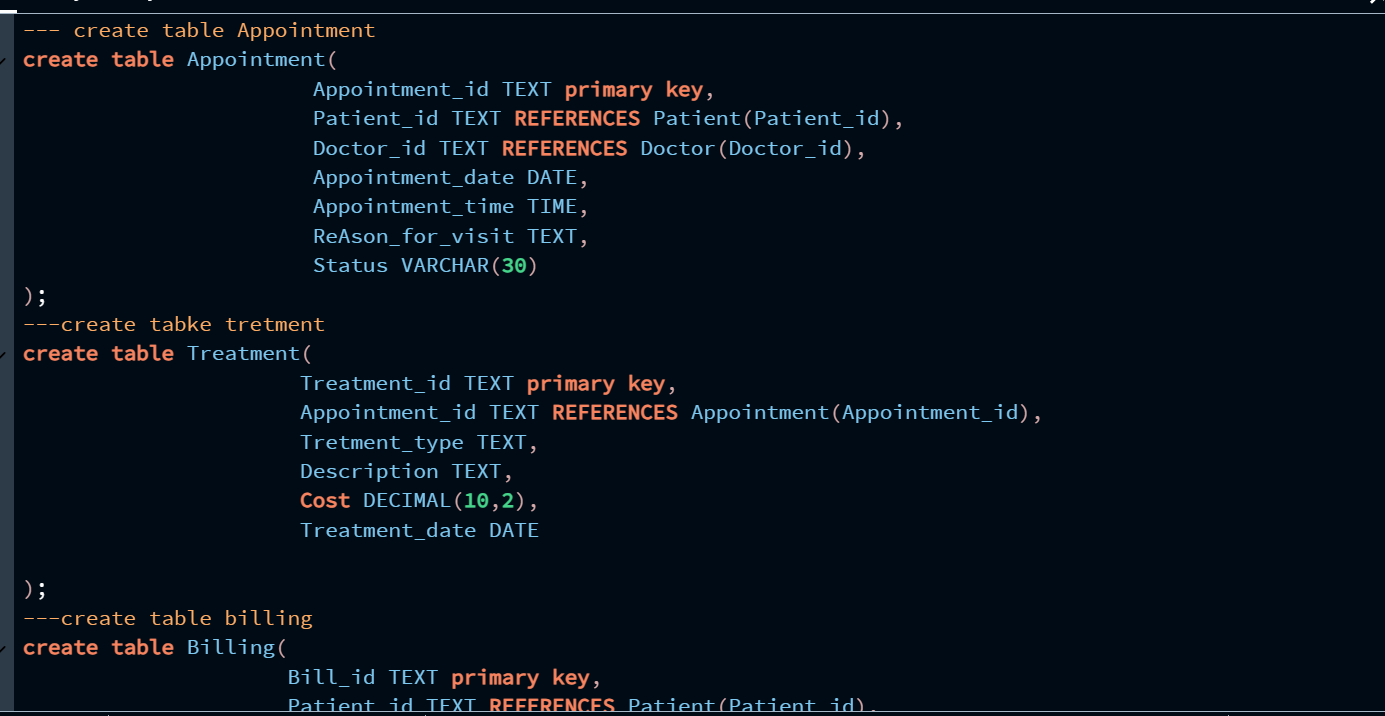 --- create table Appointment
create table Appointment(
Appointment_id TEXT primary key,
Patient_id TEXT REFERENCES Patient(Patient_id),
Doctor_id TEXT REFERENCES Doctor(Doctor_id),
Appointment_date DATE,
Appointment_time TIME,
ReAson_for_visit TEXT,
Status VARCHAR(30)
);
---create tabke tretment
create table Treatment(
Treatment_id TEXT primary key,
Appointment_id TEXT REFERENCES Appointment(Appointment_id),
Tretment_type TEXT,
Description TEXT,
Cost DECIMAL(10,2),
Treatment_date DATE
);
---create table billing
create table Billing(
Bill_id TEXT primary key,
Patient_id TEXT REFERENCES Patient(Patient_id),